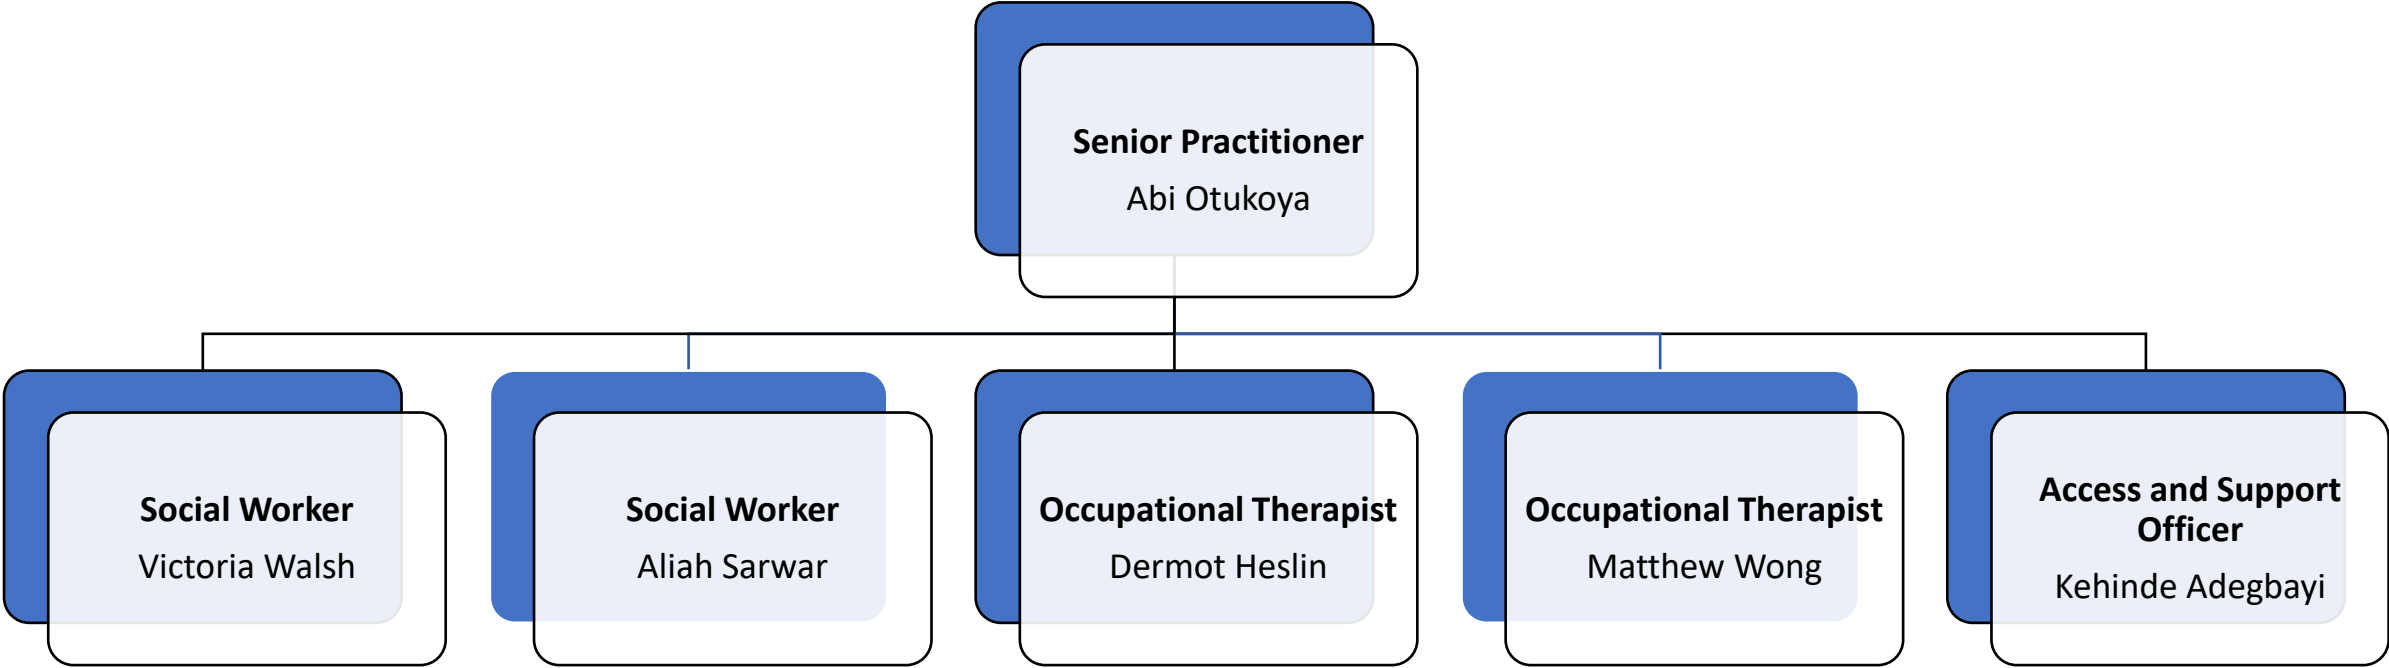 Senior Practitioner
Abi Otukoya
Social Worker
Victoria Walsh
Social Worker
Aliah Sarwar
Occupational Therapist
Dermot Heslin
Occupational Therapist
Matthew Wong
Access and Support
Officer
Kehinde Adegbayi